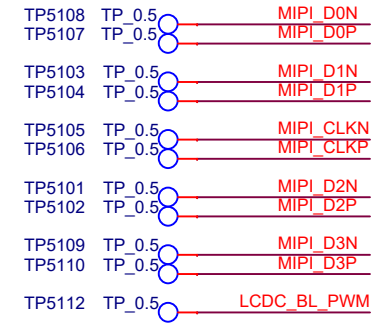 TP5108 TP_0.5 MIPI_D0N
TP5107 TP_0.5 MIPI_D0P
TP5103 TP_0.5 MIPI_D1N
TP5104 TP_0.5 MIPI_D1P
TP5105 TP_0.5 MIPI_CLKN
TP5106 TP_0.5 MIPI_CLKP
TP5101 TP_0.5 MIPI_D2N
TP5102 TP_0.5 MIPI_D2P
TP5109 TP_0.5 MIPI_D3N
TP5110 TP_0.5 MIPI_D3P
TP5112 TP_0.5 LCDC_BL_PWM